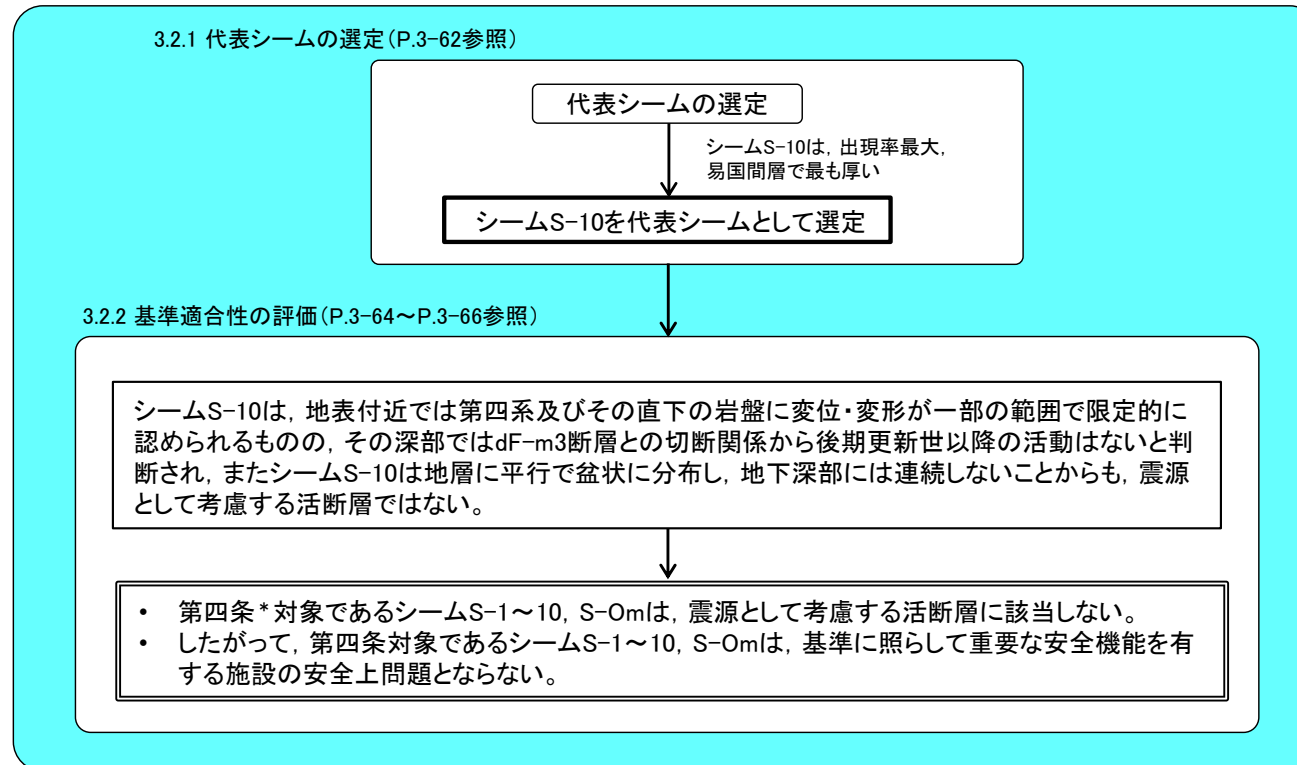 3.2.1 代表シームの選定(P.3-62参照)
代表シームの選定
シームS-10は，出現率最大，
易国間層で最も厚い
シームS-10を代表シームとして選定
3.2.2 基準適合性の評価(P.3-64～P.3-66参照)
シームS-10は，地表付近では第四系及びその直下の岩盤に変位・変形が一部の範囲で限定的に
認められるものの，その深部ではdF-m3断層との切断関係から後期更新世以降の活動はないと判
断され，またシームS-10は地層に平行で盆状に分布し，地下深部には連続しないことからも，震源
として考慮する活断層ではない。
• 第四条*対象であるシームS-1～10，S-Omは，震源として考慮する活断層に該当しない。
• したがって，第四条対象であるシームS-1～10，S-Omは，基準に照らして重要な安全機能を有
する施設の安全上問題とならない。